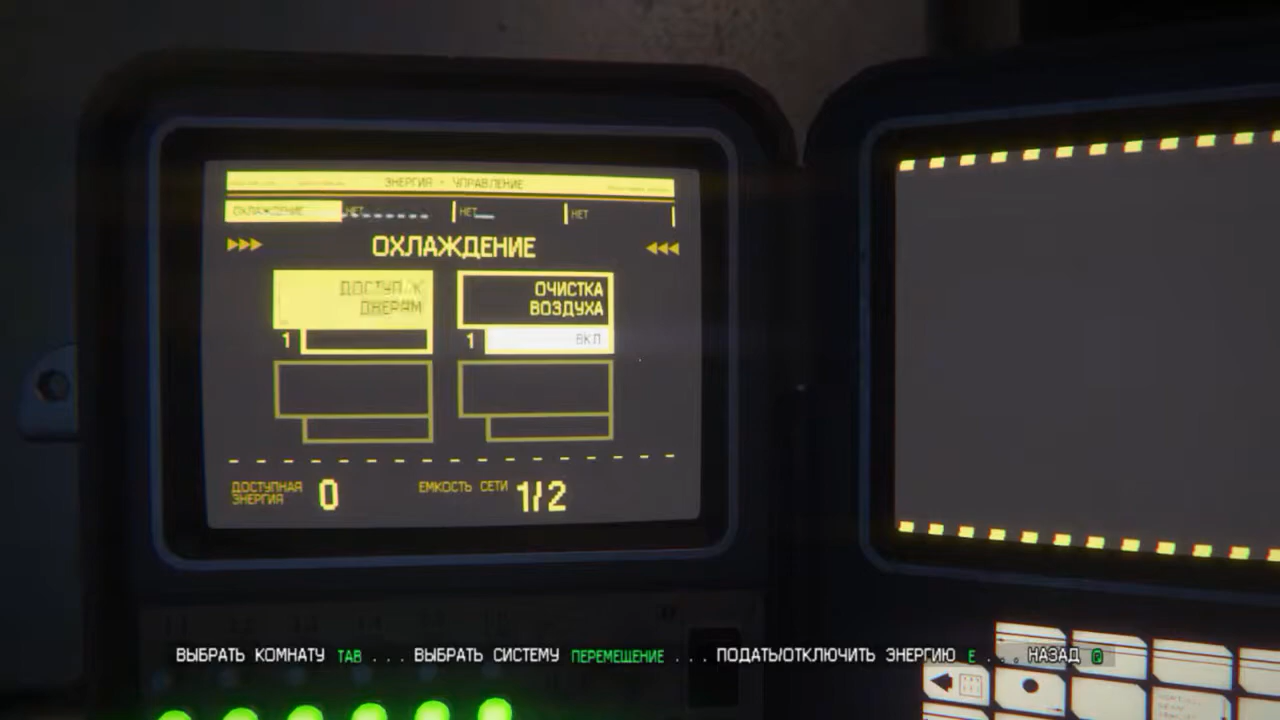 ЭНЕРГИЯ - УПРАВЛЕНИЕ
ОХЛАЖДЕНИЕ НЕТ НЕТ НЕТ
ОХЛАЖДЕНИЕ
ДОСТУП К
ДВЕРЯМ
1
ОЧИСТКА
ВОЗДУХА
1 ВКЛ
ДОСТУПНАЯ
ЭНЕРГИЯ 0
ЕМКОСТЬ СЕТИ 1/2
ВЫБРАТЬ КОМНАТУ TAB ... ВЫБРАТЬ СИСТЕМУ ПЕРЕМЕЩЕНИЕ ... ПОДАТЬ/ОТКЛЮЧИТЬ ЭНЕРГИЮ E ... НАЗАД Q